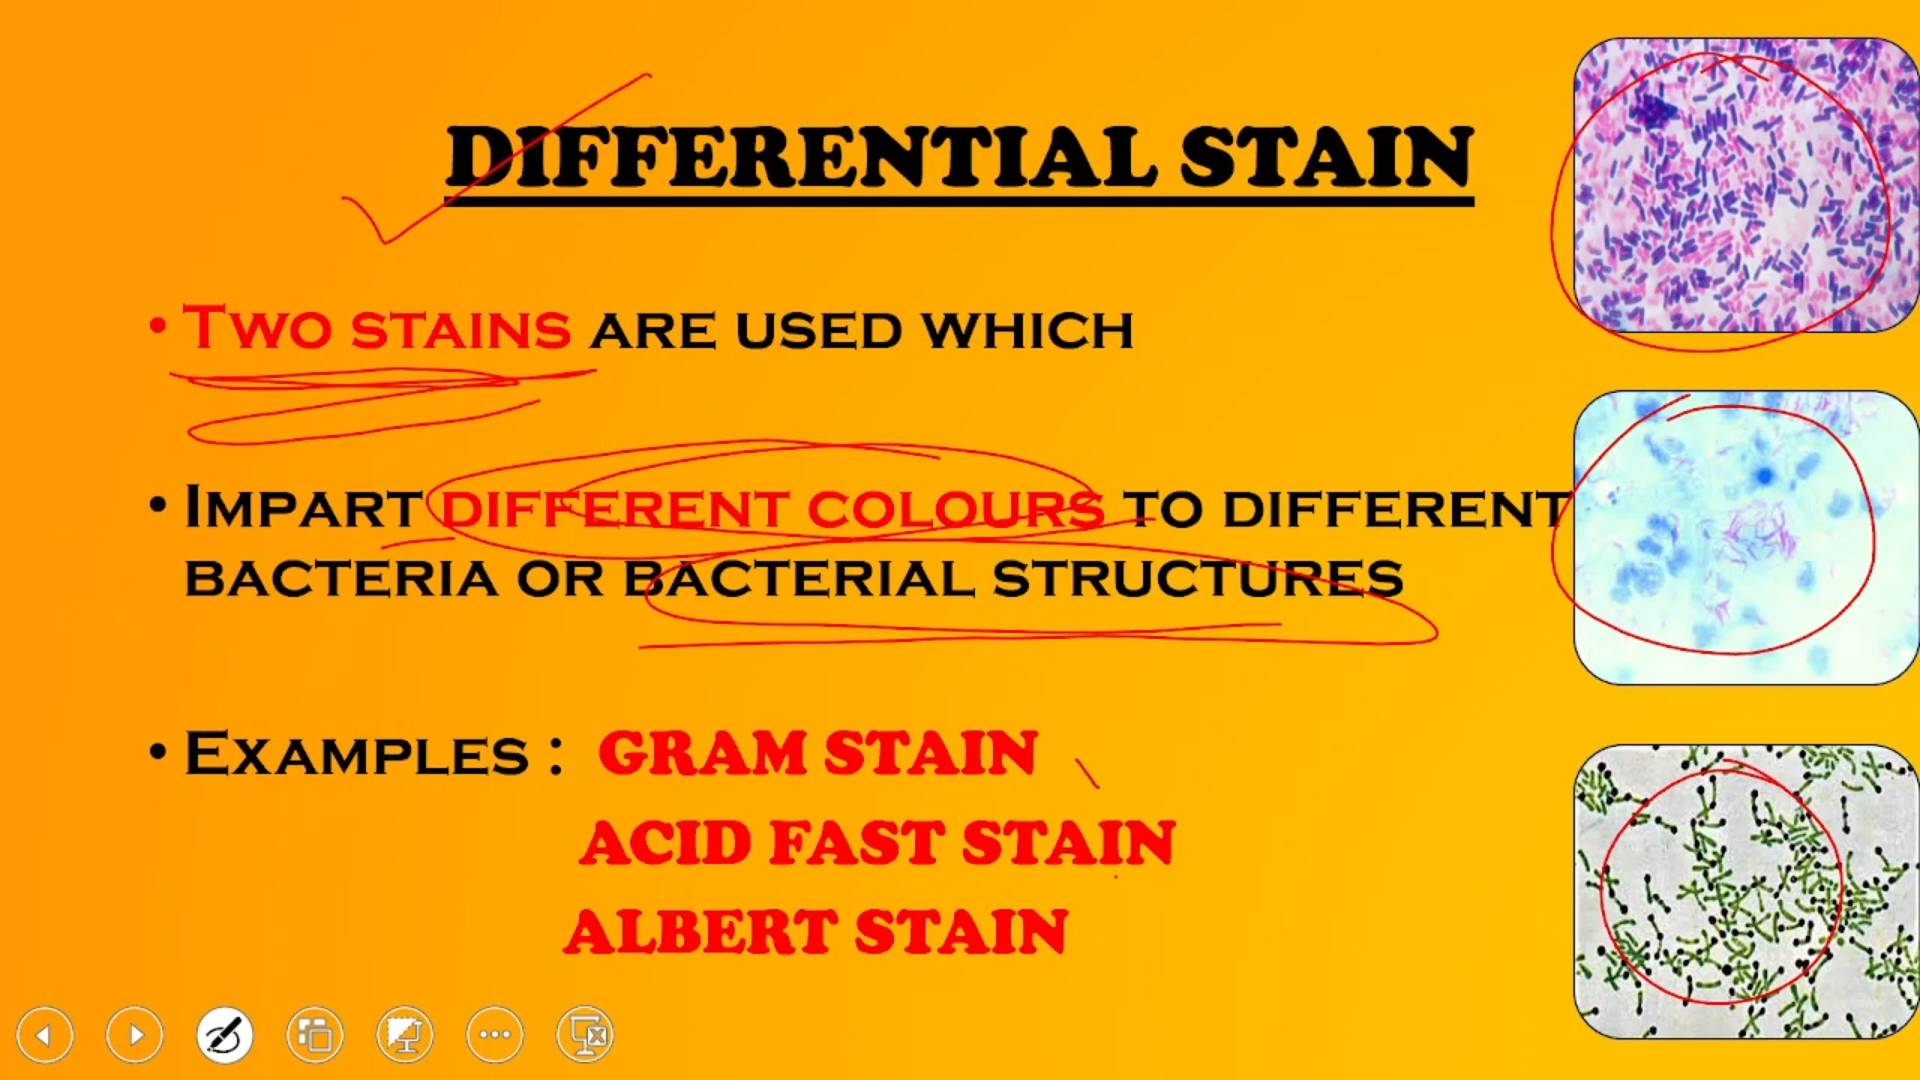 DIFFERENTIAL STAIN
• TWO STAINS ARE USED WHICH
• IMPART DIFFERENT COLOURS TO DIFFERENT
BACTERIA OR BACTERIAL STRUCTURES
• EXAMPLES : GRAM STAIN
ACID FAST STAIN
ALBERT STAIN